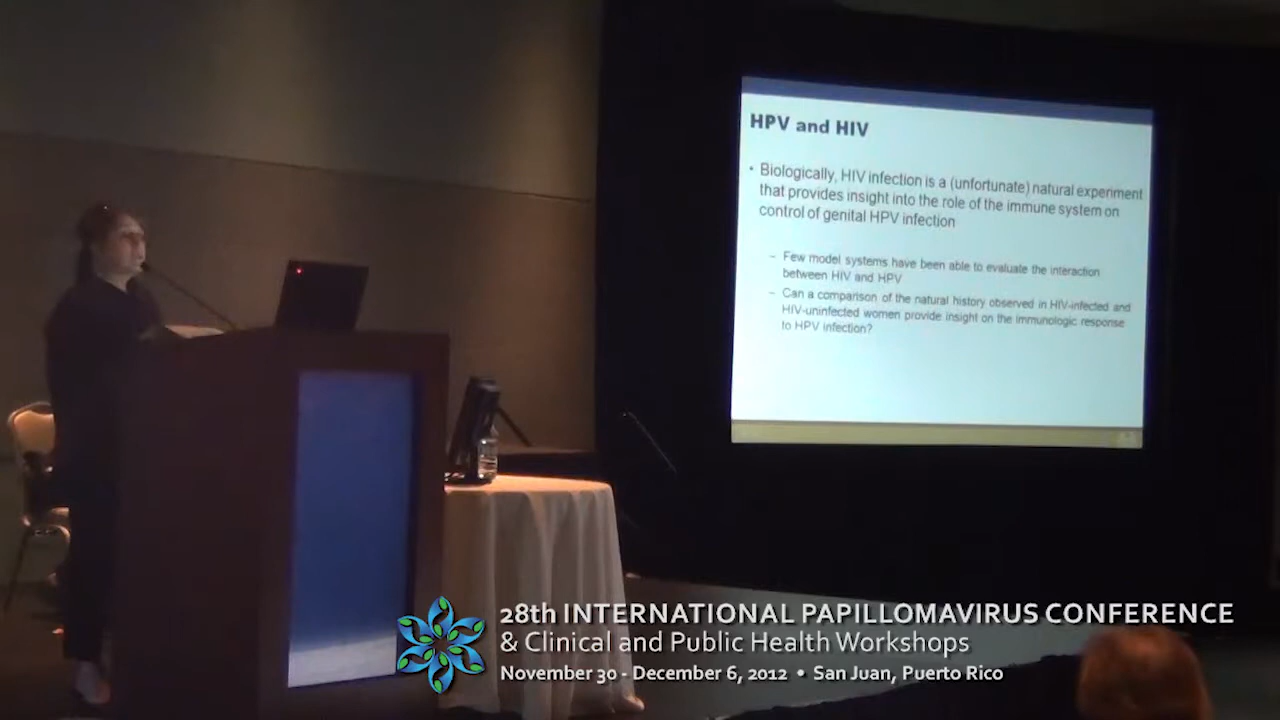 HPV and HIV
• Biologically, HIV infection is a (unfortunate) natural experiment
that provides insight into the role of the immune system on
control of genital HPV infection
– Few model systems have been able to evaluate the interaction
between HIV and HPV
– Can a comparison of the natural history observed in HIV-infected and
HIV-uninfected women provide insight on the immunologic response
to HPV infection?
28th INTERNATIONAL PAPILLOMAVIRUS CONFERENCE
& Clinical and Public Health Workshops
November 30 - December 6, 2012 • San Juan, Puerto Rico